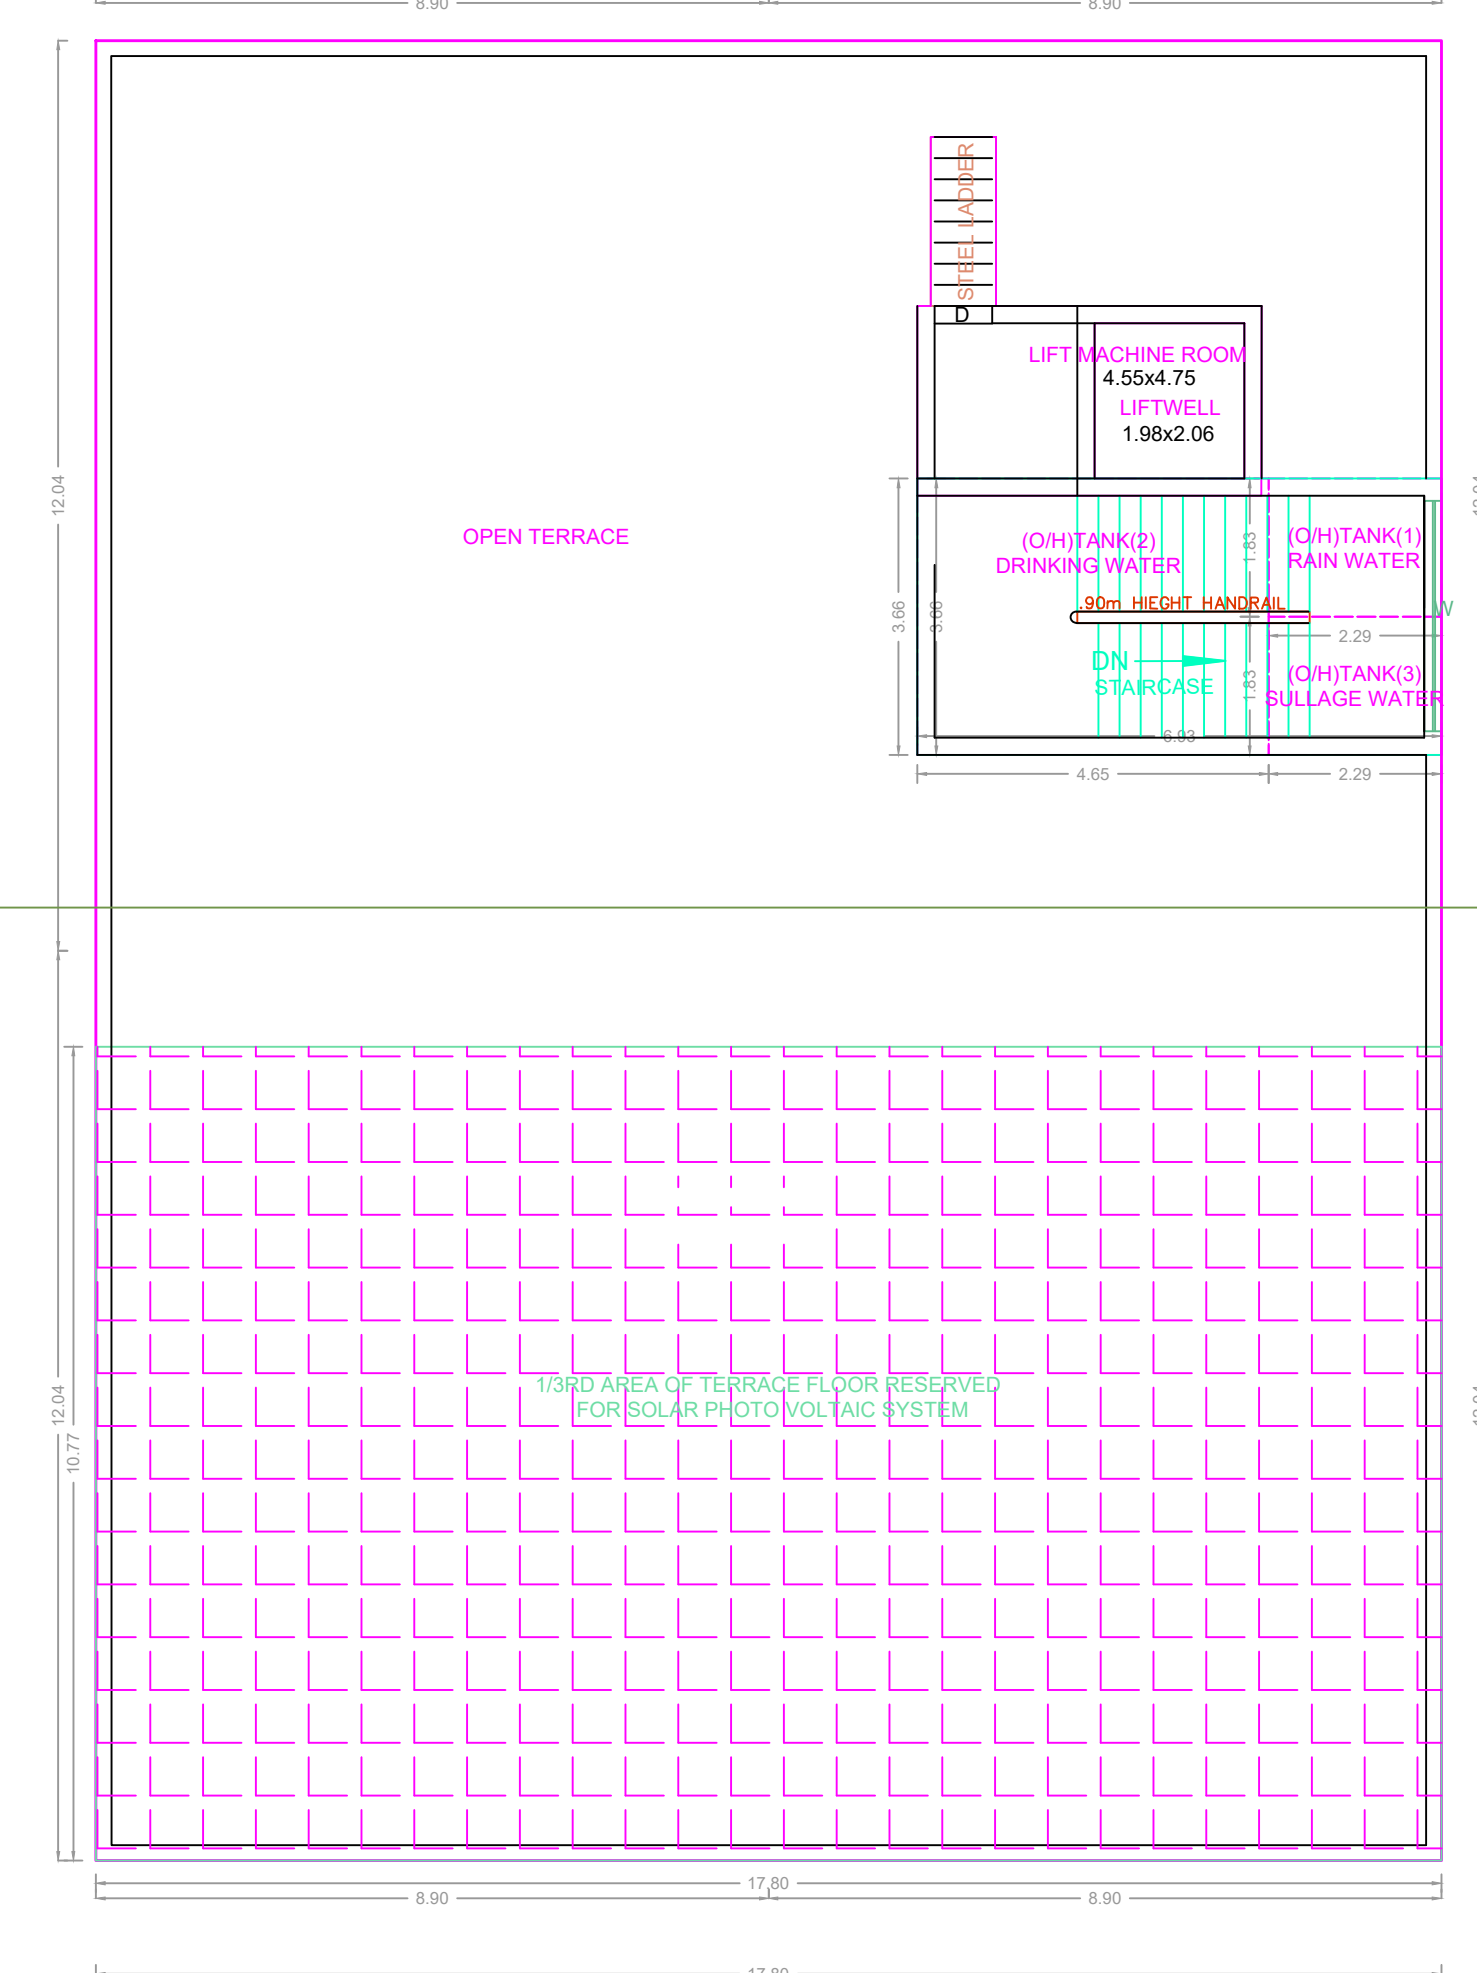 8.90
8.90
STEEL LADDER
D
LIFT MACHINE ROOM
4.55x4.75
LIFTWELL
1.98x2.06
12.04
OPEN TERRACE
(O/H)TANK(2)
DRINKING WATER
1.83
(O/H)TANK(1)
RAIN WATER
.90m HIEGHT HANDRAIL
W
3.66
3.66
2.29
DN
STAIRCASE
1.83
(O/H)TANK(3)
SULLAGE WATER
6.93
4.65
2.29
1/3RD AREA OF TERRACE FLOOR RESERVED
FOR SOLAR PHOTO VOLTAIC SYSTEM
12.04
10.77
17.80
8.90
8.90
17.80